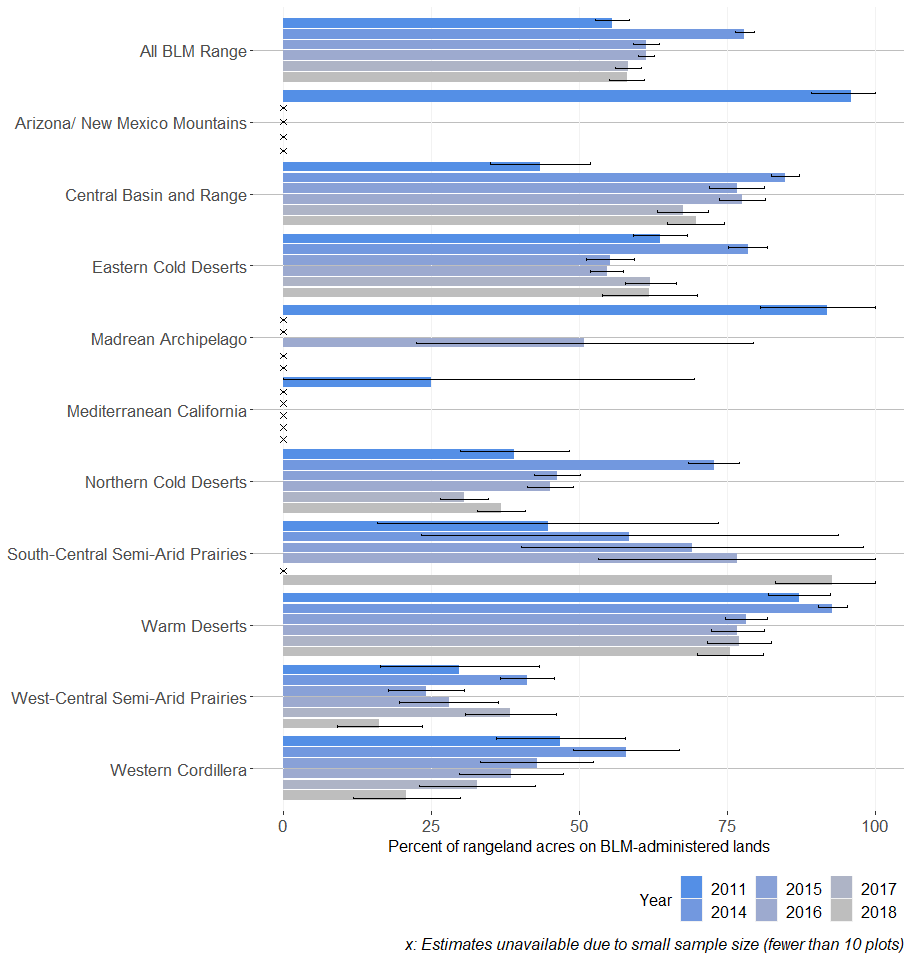 All BLM Range
Arizona/ New Mexico Mountains
Central Basin and Range
Eastern Cold Deserts
Madrean Archipelago
Mediterranean California
Northern Cold Deserts
South-Central Semi-Arid Prairies
Warm Deserts
West-Central Semi-Arid Prairies
Western Cordillera
0 25 50 75 100
Percent of rangeland acres on BLM-administered lands
Year
2011 2015 2017
2014 2016 2018
x: Estimates unavailable due to small sample size (fewer than 10 plots)